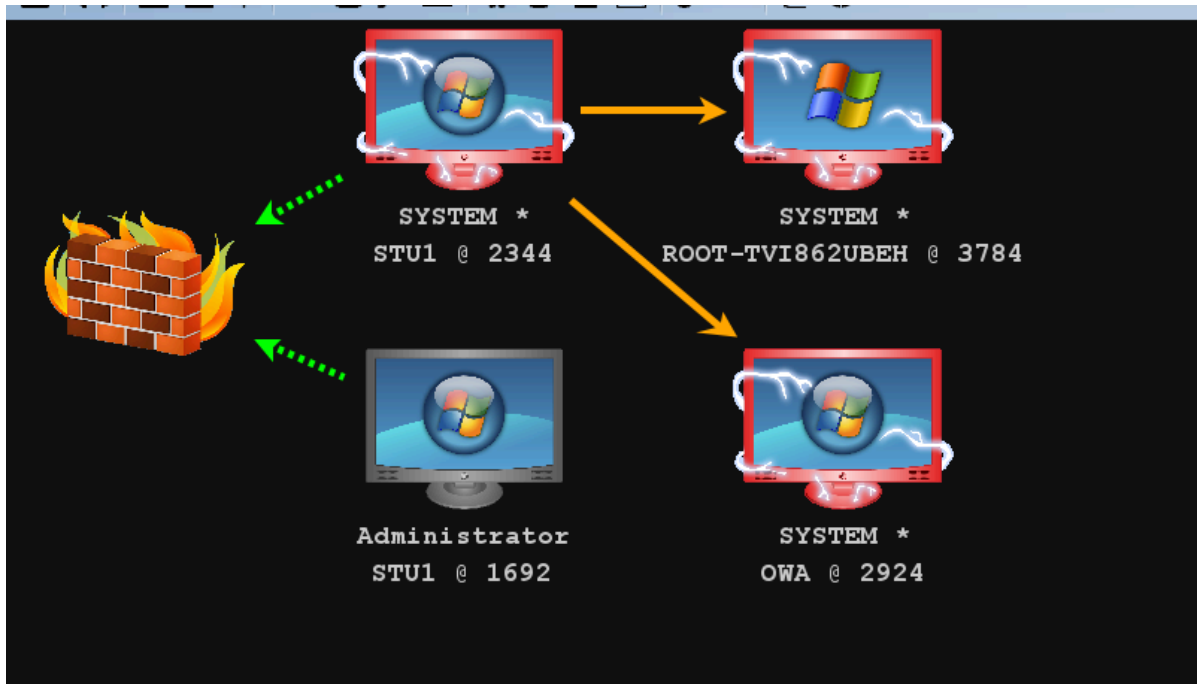 SYSTEM *
STU1 @ 2344
SYSTEM *
ROOT-TVI862UBEH @ 3784
Administrator
STU1 @ 1692
SYSTEM *
OWA @ 2924